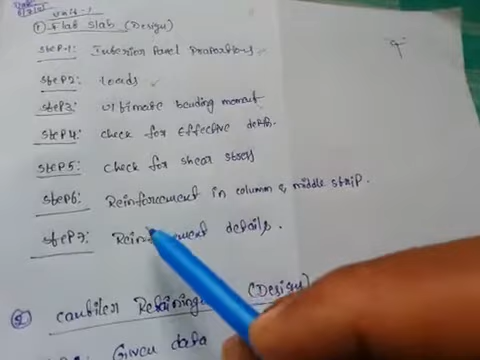 unit-1
① Flat slab (Design)
Step-1: Interior Panel Proportions
Step2: Loads
Step3: ultimate bending moment
Step4: check for effective depth.
Step5: check for shear stress
Step6: Reinforcement in column & middle strip.
Step7: Reinforcement details.
② Cantiler Retaining (Design)
Given data